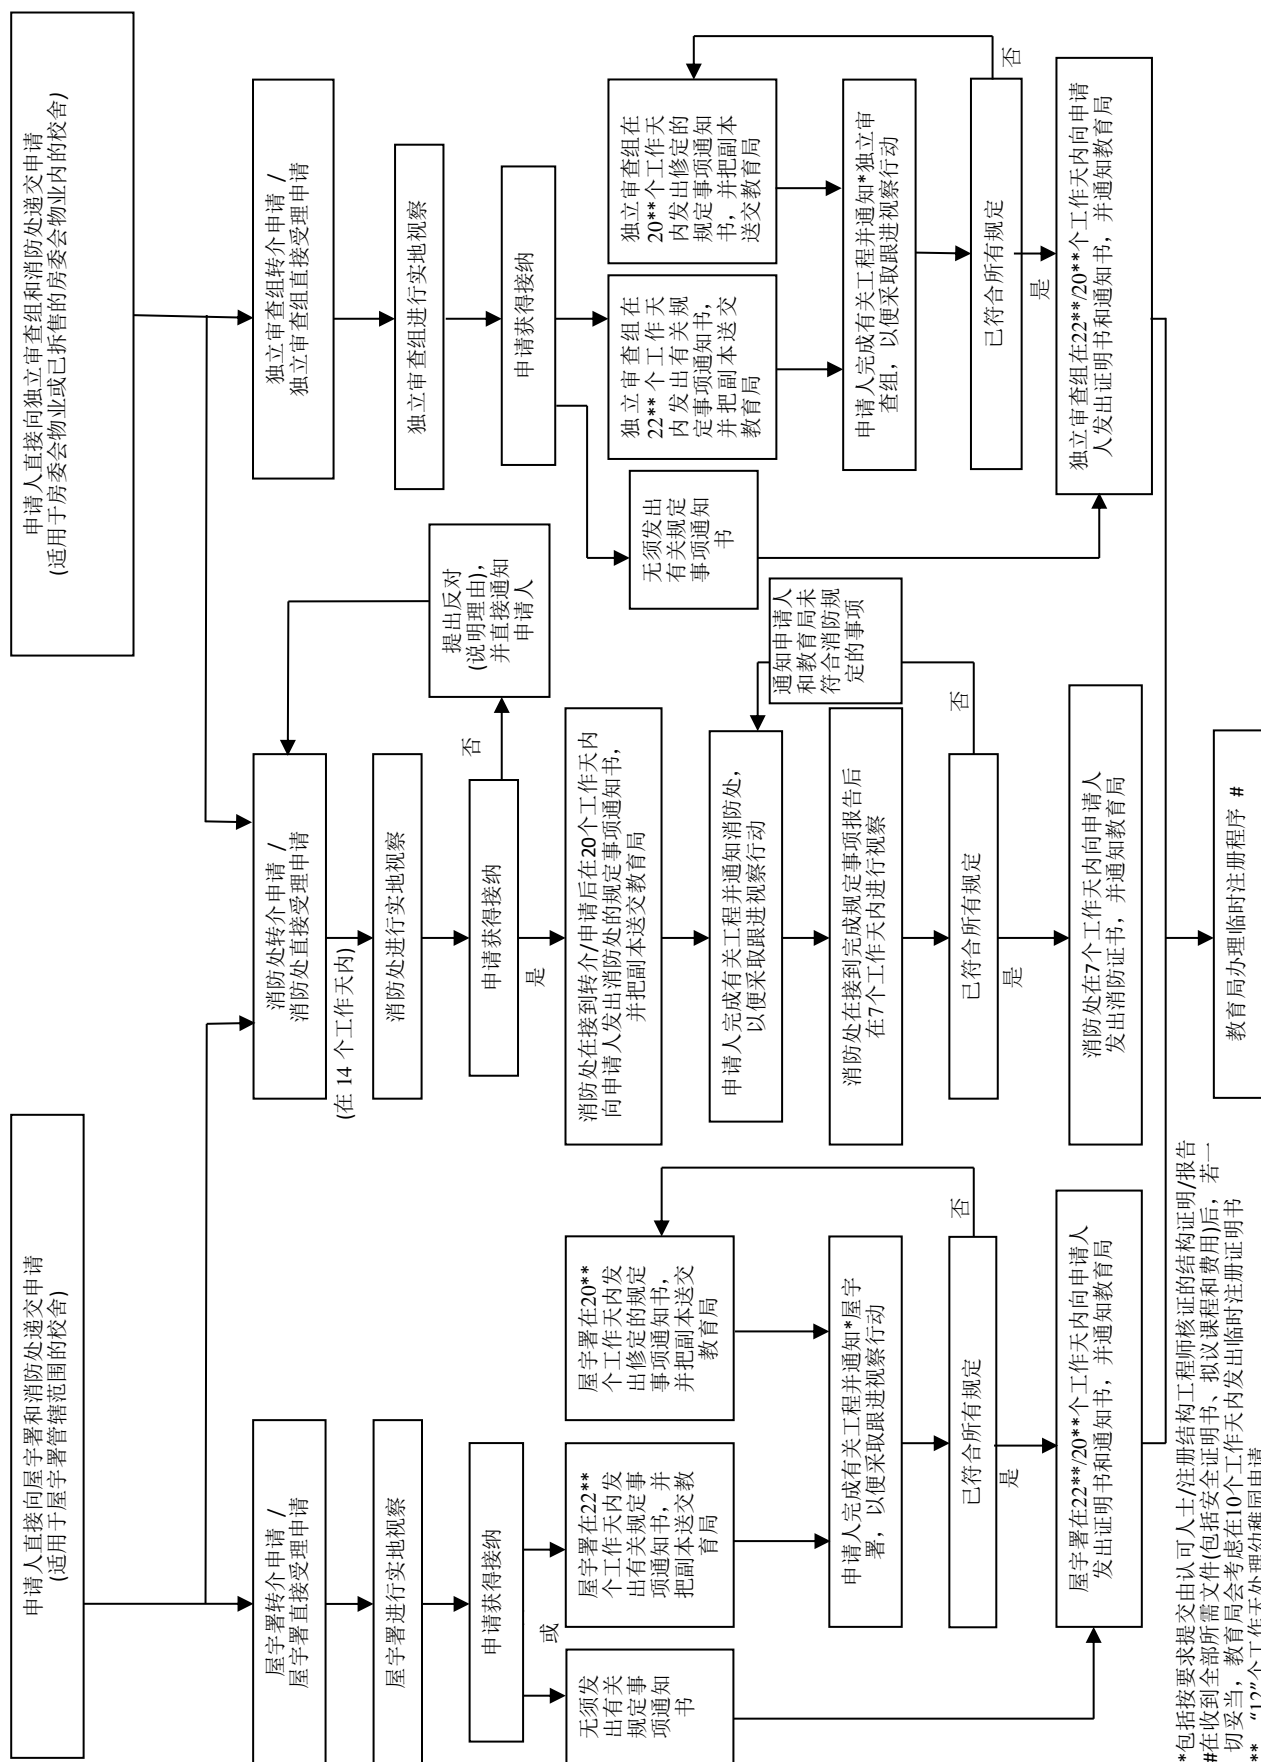 申请人直接向屋宇署和消防处递交申请
(适用于屋宇署管辖范围的校舍)
申请人直接向独立审查组和消防处递交申请
(适用于房委会物业或已拆售的房委会物业内的校舍)
屋宇署转介申请 /
屋宇署直接受理申请
屋宇署进行实地视察
申请获得接纳
或
无须发
出有关
规定事
项通知
书
屋宇署在22**
个工作天内发
出有关规定事
项通知书，并
把副本送交教
育局
屋宇署在20**
个工作天内发
出修定的规定
事项通知书，
并把副本送交
教育局
申请人完成有关工程并通知*屋宇
署，以便采取跟进视察行动
已符合所有规定
否
是
屋宇署在22**/20**个工作天内向申请人
发出证明书和通知书，并通知教育局
消防处转介申请 /
消防处直接受理申请
(在 14 个工作天内)
消防处进行实地视察
申请获得接纳
否
是
提出反对
(说明理由)，
并直接通知
申请人
消防处在接到转介/申请后在20个工作天内
向申请人发出消防处的规定事项通知书，
并把副本送交教育局
申请人完成有关工程并通知消防处，
以便采取跟进视察行动
通知申请人
和教育局未
符合消防规
定的事项
消防处在接到完成规定事项报告后
在7个工作天内进行视察
已符合所有规定
否
是
消防处在7个工作天内向申请人
发出消防证书，并通知教育局
独立审查组转介申请 /
独立审查组直接受理申请
独立审查组进行实地视察
申请获得接纳
无须发出
有关规定
事项通知
书
独立审查组在
22**个工作天
内发出有关规
定事项通知书，
并把副本送交
教育局
独立审查组在
20**个工作天
内发出修定的
规定事项通知
书，并把副本
送交教育局
申请人完成有关工程并通知*独立审
查组，以便采取跟进视察行动
已符合所有规定
否
是
独立审查组在22**/20**个工作天内向申请
人发出证明书和通知书，并通知教育局
教育局办理临时注册程序 #
*包括按要求提交由认可人士/注册结构工程师核证的结构证明/报告
#在收到全部所需文件(包括安全证明书、拟议课程和费用)后，若一
切妥当，教育局会考虑在10个工作天内发出临时注册证明书
** “12”个工作天处理幼稚园申请